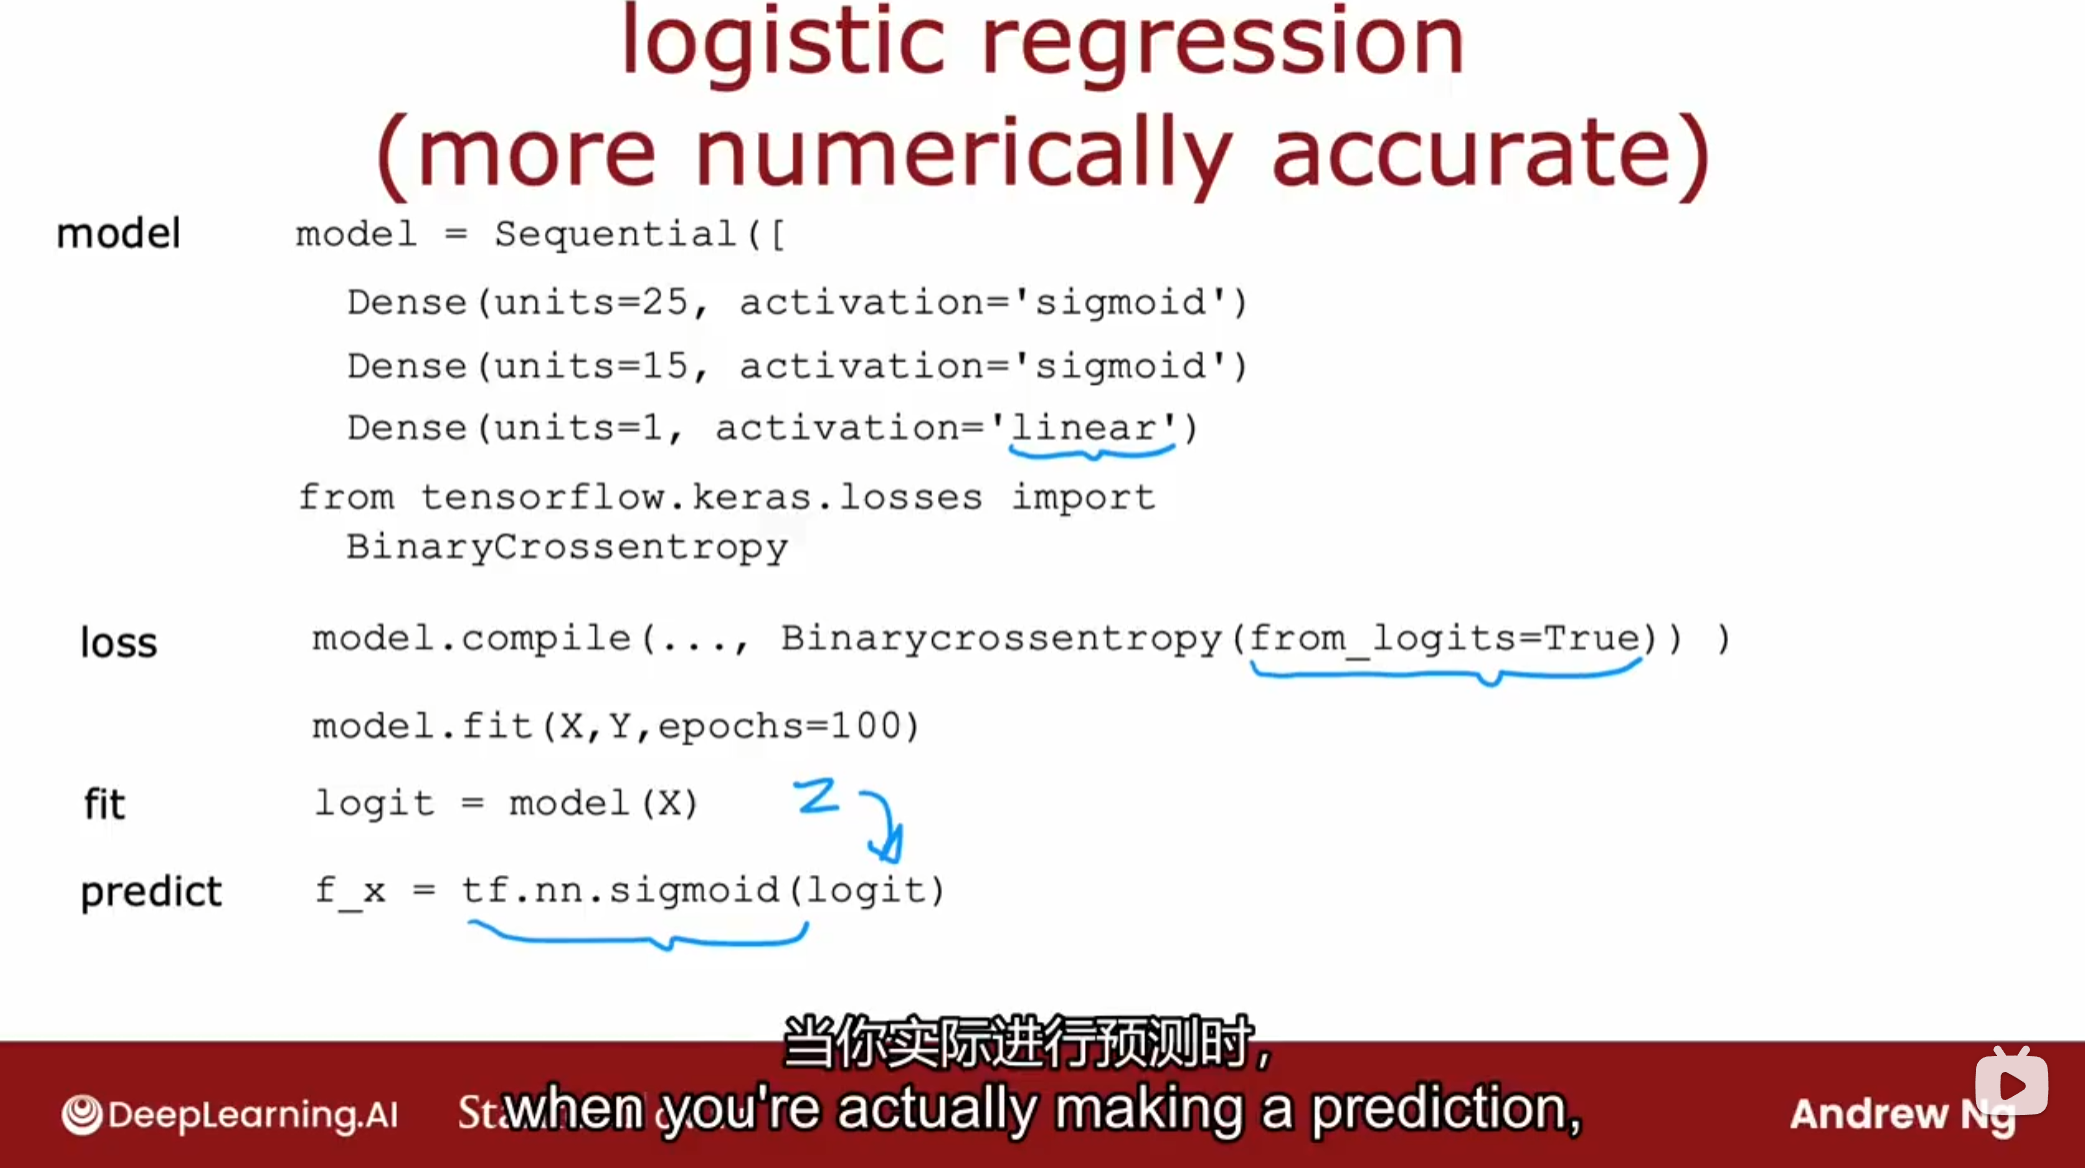 logistic regression
(more numerically accurate)
model model = Sequential([
Dense(units=25, activation='sigmoid')
Dense(units=15, activation='sigmoid')
Dense(units=1, activation='linear')
from tensorflow.keras.losses import
BinaryCrossentropy
loss model.compile(..., Binarycrossentropy(from_logits=True)) )
model.fit(X,Y,epochs=100)
fit logit = model(X) z
predict f_x = tf.nn.sigmoid(logit)
当你实际进行预测时,
when you're actually making a prediction,
DeepLearning.AI
Andrew Ng